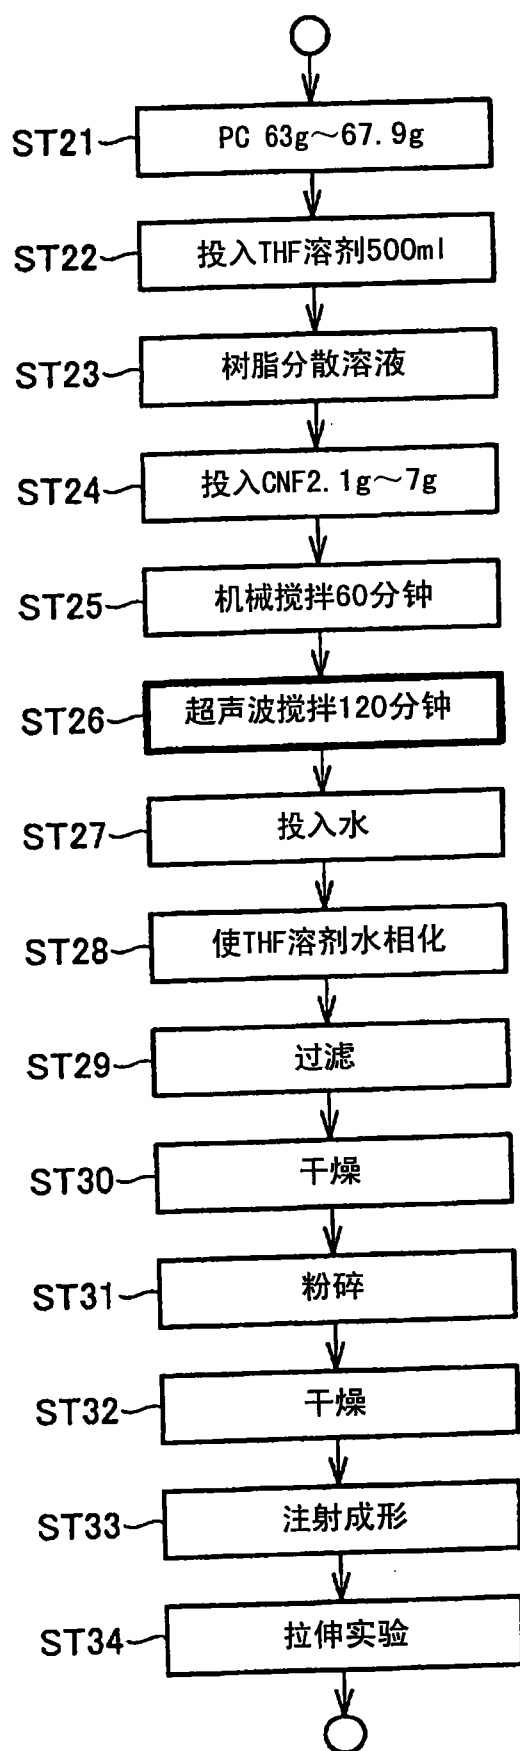 ST21 PC 63g～67.9g
ST22 投入THF溶剂500ml
ST23 树脂分散溶液
ST24 投入CNF2.1g～7g
ST25 机械搅拌60分钟
ST26 超声波搅拌120分钟
ST27 投入水
ST28 使THF溶剂水相化
ST29 过滤
ST30 干燥
ST31 粉碎
ST32 干燥
ST33 注射成形
ST34 拉伸实验